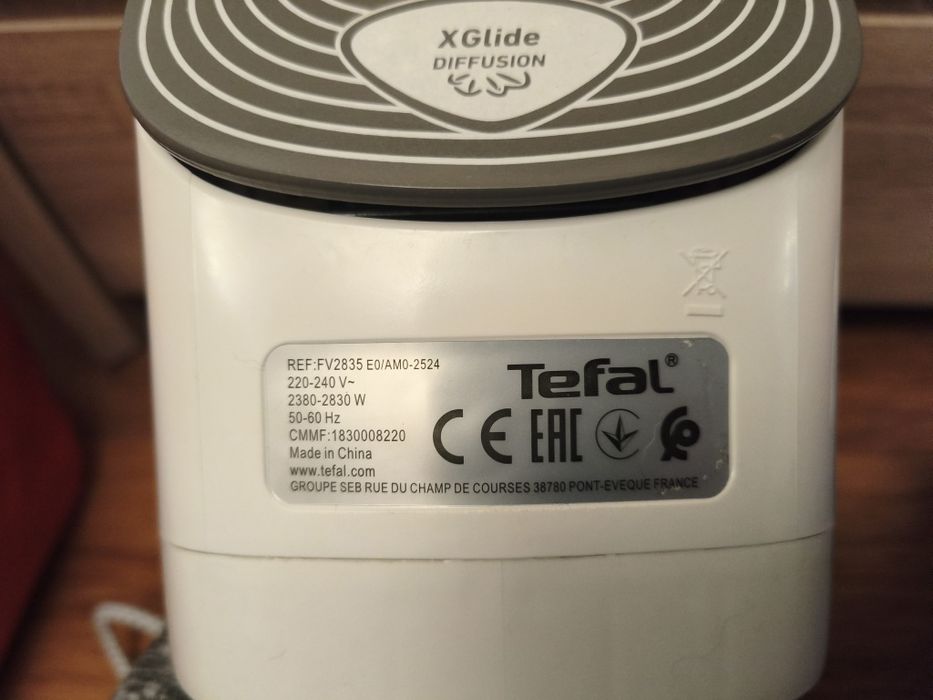 XGlide
DIFFUSION
REF:FV2835 E0/AM0-2524
220-240 V~
2380-2830 W
50-60 Hz
CMMF:1830008220
Made in China
www.tefal.com
GROUPE SEB RUE DU CHAMP DE COURSES 38780 PONT-EVEQUE FRANCE
Tefal®
CE EAC